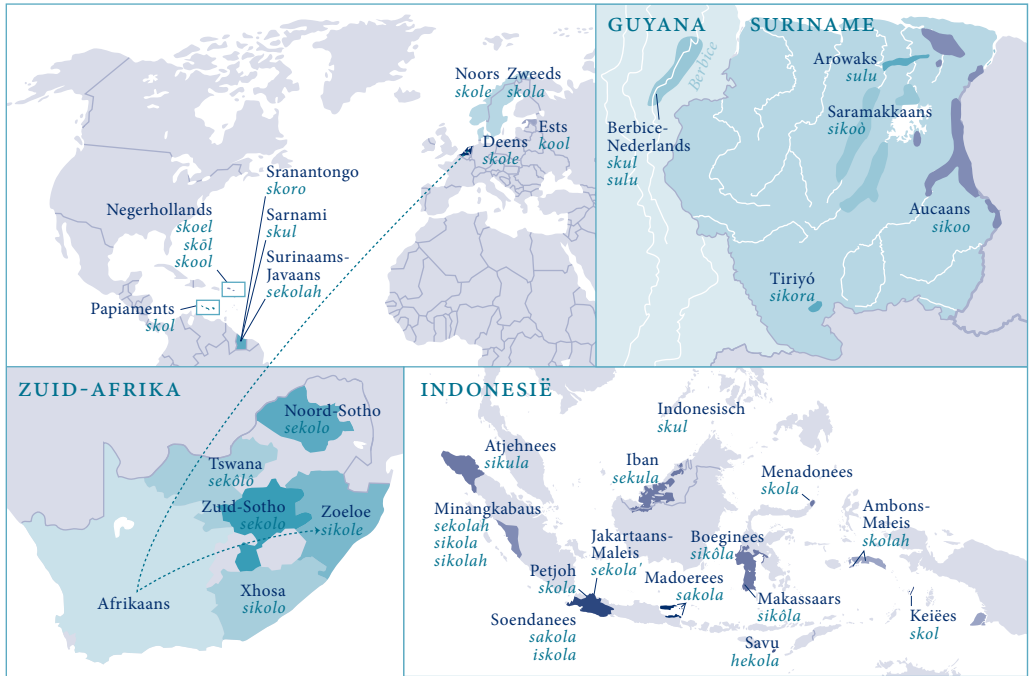 Noors Zweeds
skole skola
Ests
kool
Deens
skole
Sranantongo
skoro
Negerhollands
skoel
skōl
skool
Sarnami
skul
Surinaams-
Javaans
sekolah
Papiaments
skol
GUYANA
SURINAME
Berbice
Arowaks
sulu
Saramakkaans
sikoò
Berbice-
Nederlands
skul
sulu
Aucaans
sikoo
Tiriyó
sikora
ZUID-AFRIKA
Noord-Sotho
sekolo
Tswana
sekôlô
Zuid-Sotho
sekolo
Zoeloe
sikole
Afrikaans
Xhosa
sikolo
INDONESIË
Indonesisch
skul
Atjehnees
sikula
Iban
sekula
Menadonees
skola
Minangkabaus
sekolah
sikola
sikolah
Ambons-
Maleis
skolah
Jakartaans-
Maleis
sekola'
Boeginees
sikôla
Petjoh
skola
Madoerees
sakola
Makassaars
sikôla
Soendanees
sakola
iskola
Keiëes
skol
Savu
hekola